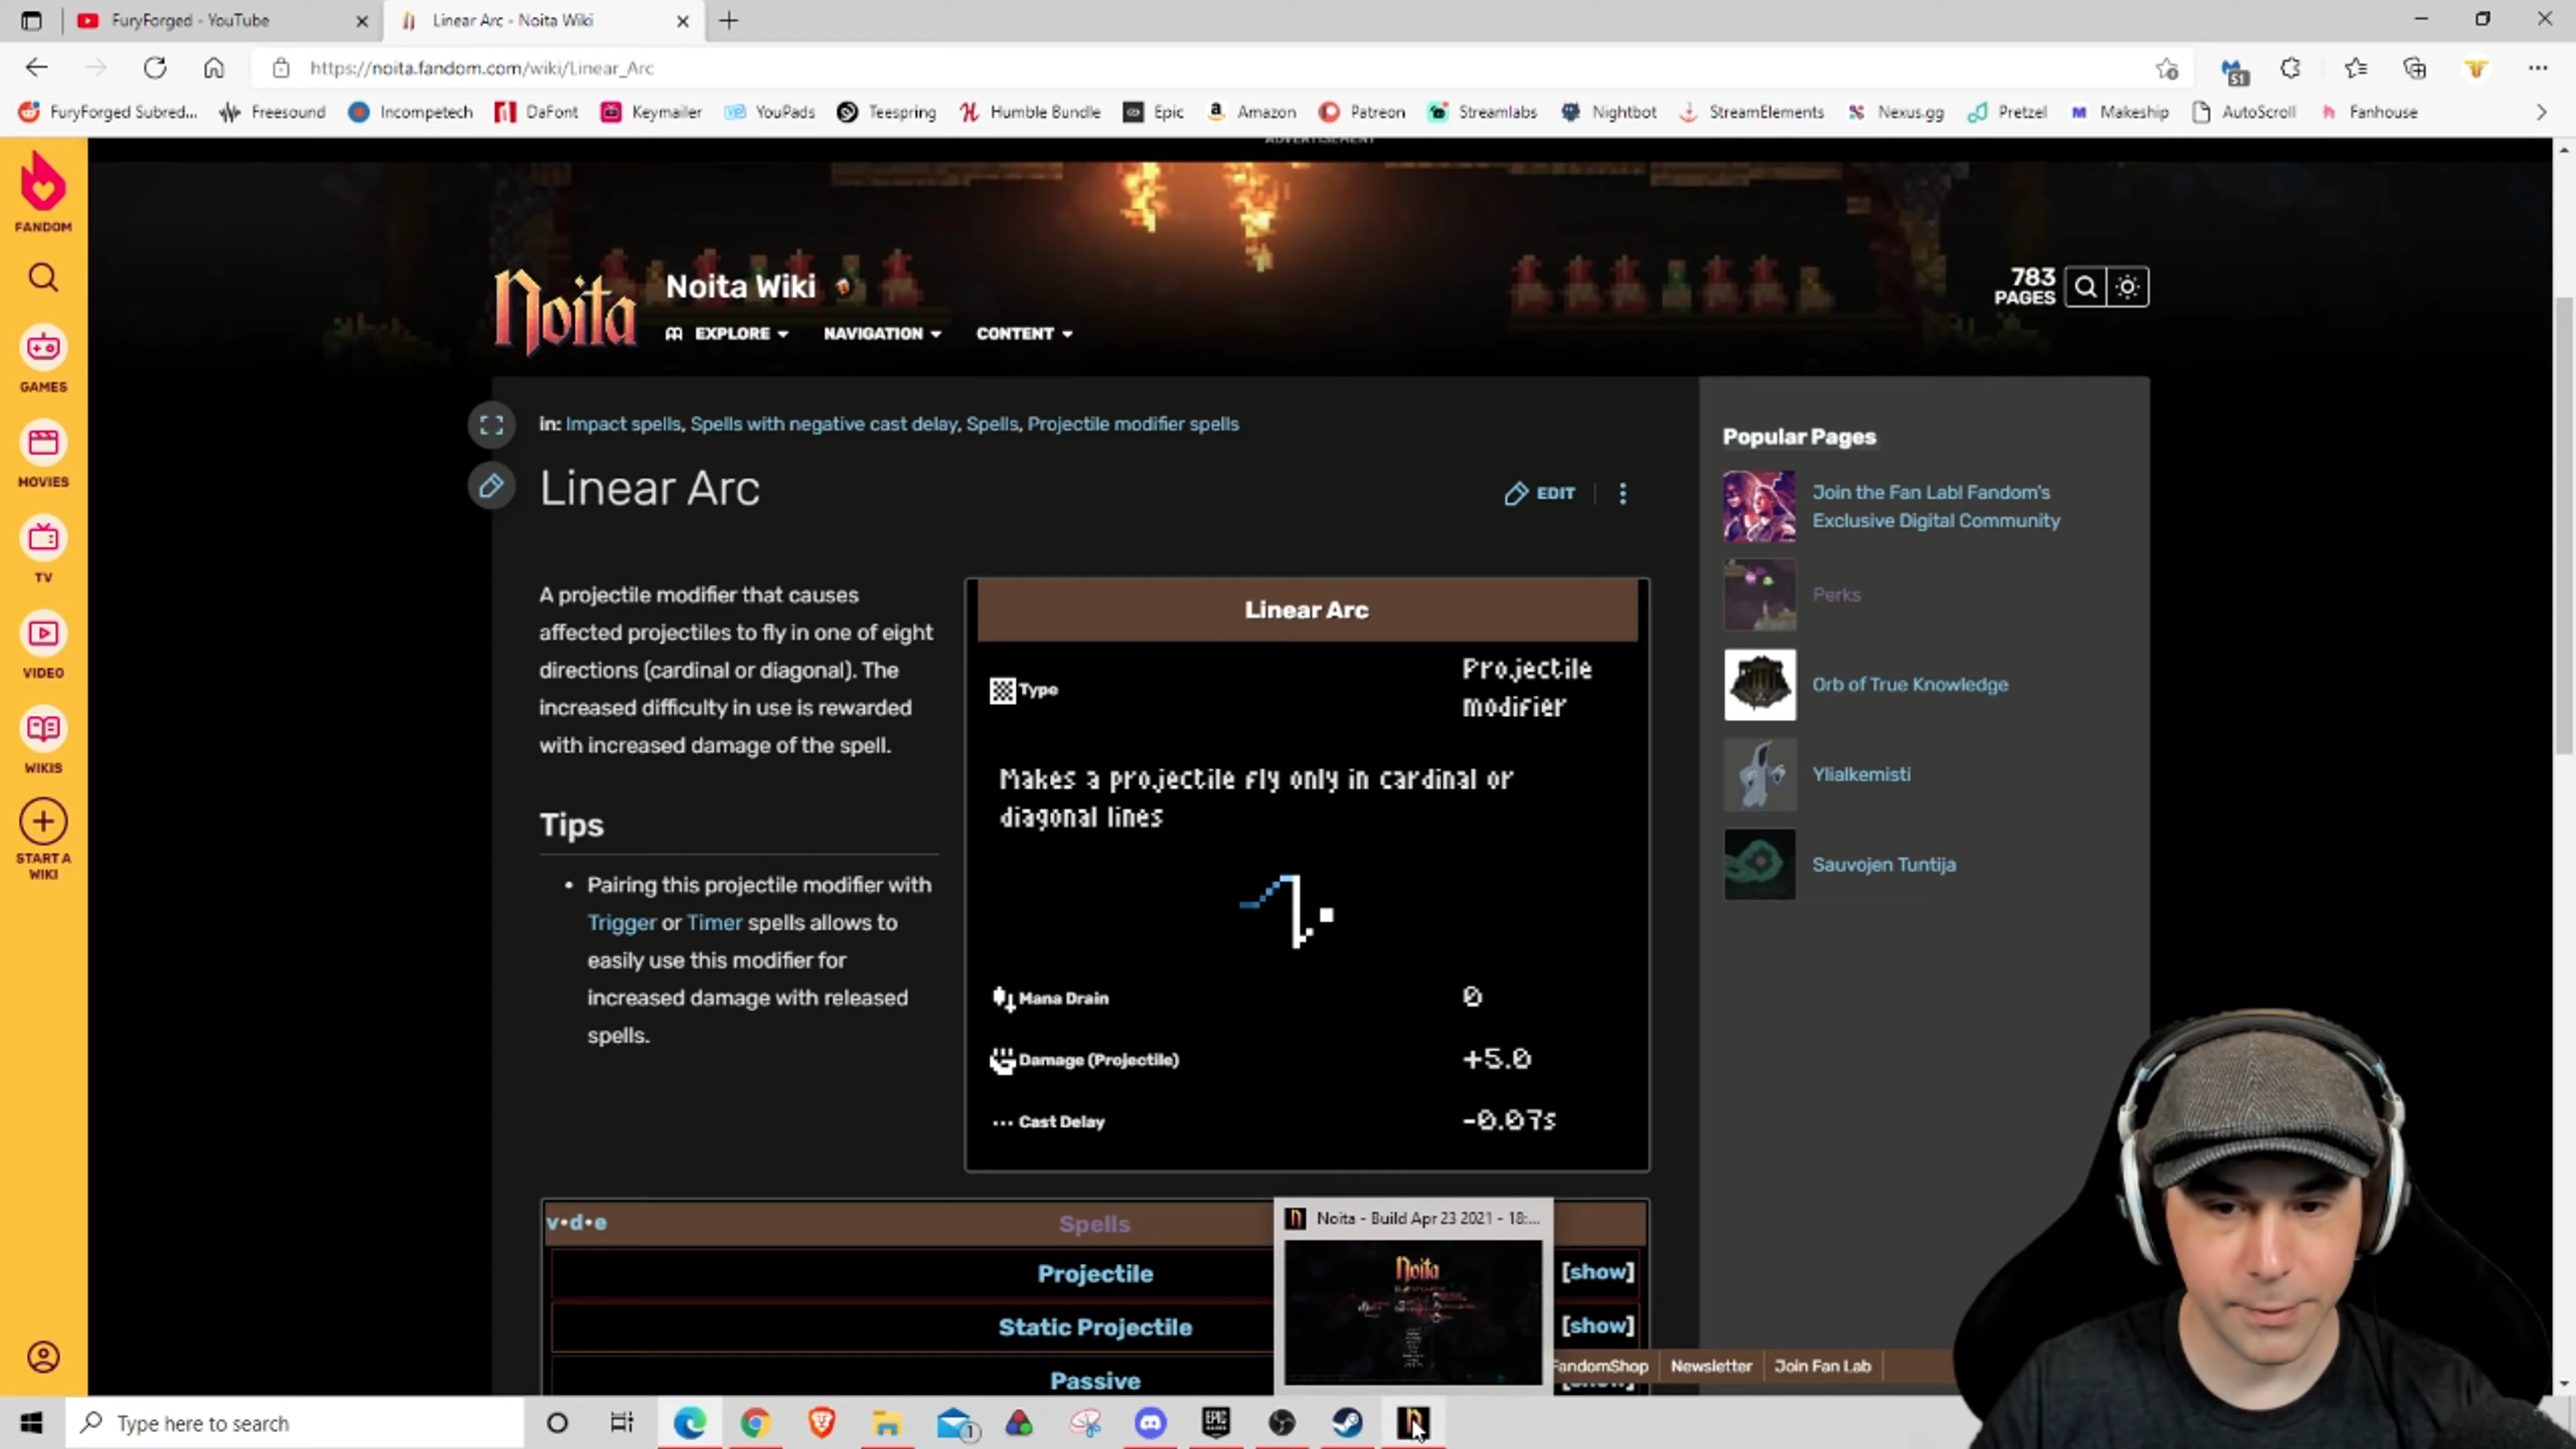 FuryForged - YouTube
Linear Arc - Noita Wiki
https://noita.fandom.com/wiki/Linear_Arc
51
FuryForged Subred...
Freesound
Incompetech
DaFont
Keymailer
YouPads
Teespring
Humble Bundle
Epic
Amazon
Patreon
Streamlabs
Nightbot
StreamElements
Nexus.gg
Pretzel
Makeship
AutoScroll
Fanhouse
ADVERTISEMENT
FANDOM
GAMES
MOVIES
TV
VIDEO
WIKIS
START A
WIKI
Noita
Noita Wiki
EXPLORE
NAVIGATION
CONTENT
783
PAGES
in: Impact spells, Spells with negative cast delay, Spells, Projectile modifier spells
Linear Arc
EDIT
A projectile modifier that causes
affected projectiles to fly in one of eight
directions (cardinal or diagonal). The
increased difficulty in use is rewarded
with increased damage of the spell.
Tips
• Pairing this projectile modifier with
Trigger or Timer spells allows to
easily use this modifier for
increased damage with released
spells.
Linear Arc
Type
Projectile
modifier
Makes a projectile fly only in cardinal or
diagonal lines
Mana Drain
0
Damage (Projectile)
+5.0
Cast Delay
-0.07s
Popular Pages
Join the Fan Lab! Fandom's
Exclusive Digital Community
Perks
Orb of True Knowledge
Ylialkemisti
Sauvojen Tuntija
v•d•e
Spells
Projectile
[show]
Static Projectile
[show]
Passive
[show]
Noita - Build Apr 23 2021 - 18:...
Noita
FandomShop
Newsletter
Join Fan Lab
Type here to search
1
EPIC
GAMES